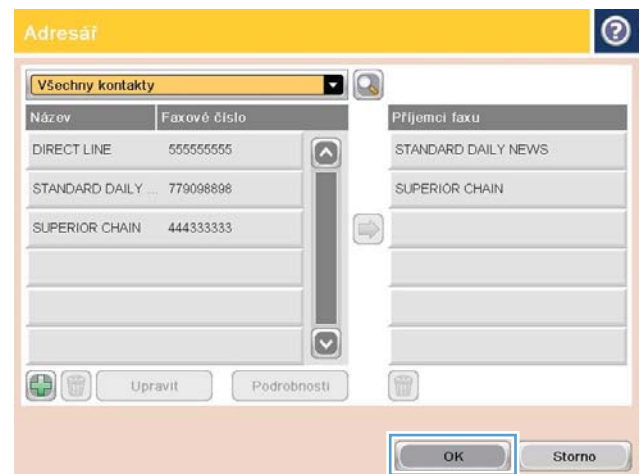 Adresář
Všechny kontakty
Název Faxové číslo
DIRECT LINE 555555555
STANDARD DAILY ... 779098898
SUPERIOR CHAIN 444333333
Příjemci faxu
STANDARD DAILY NEWS
SUPERIOR CHAIN
Upravit Podrobnosti
OK Storno